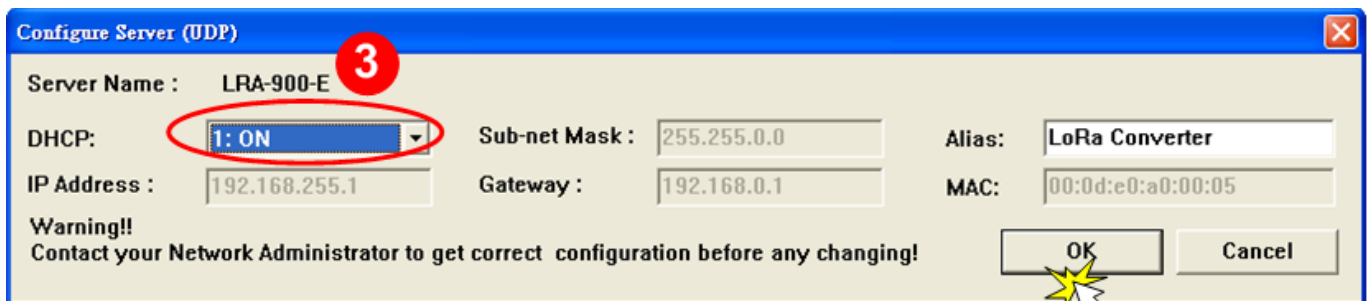 Configure Server (UDP)
3
Server Name : LRA-900-E
DHCP: 1: ON Sub-net Mask : 255.255.0.0 Alias: LoRa Converter
IP Address : 192.168.255.1 Gateway : 192.168.0.1 MAC: 00:0d:e0:a0:00:05
Warning!!
Contact your Network Administrator to get correct configuration before any changing!
OK Cancel